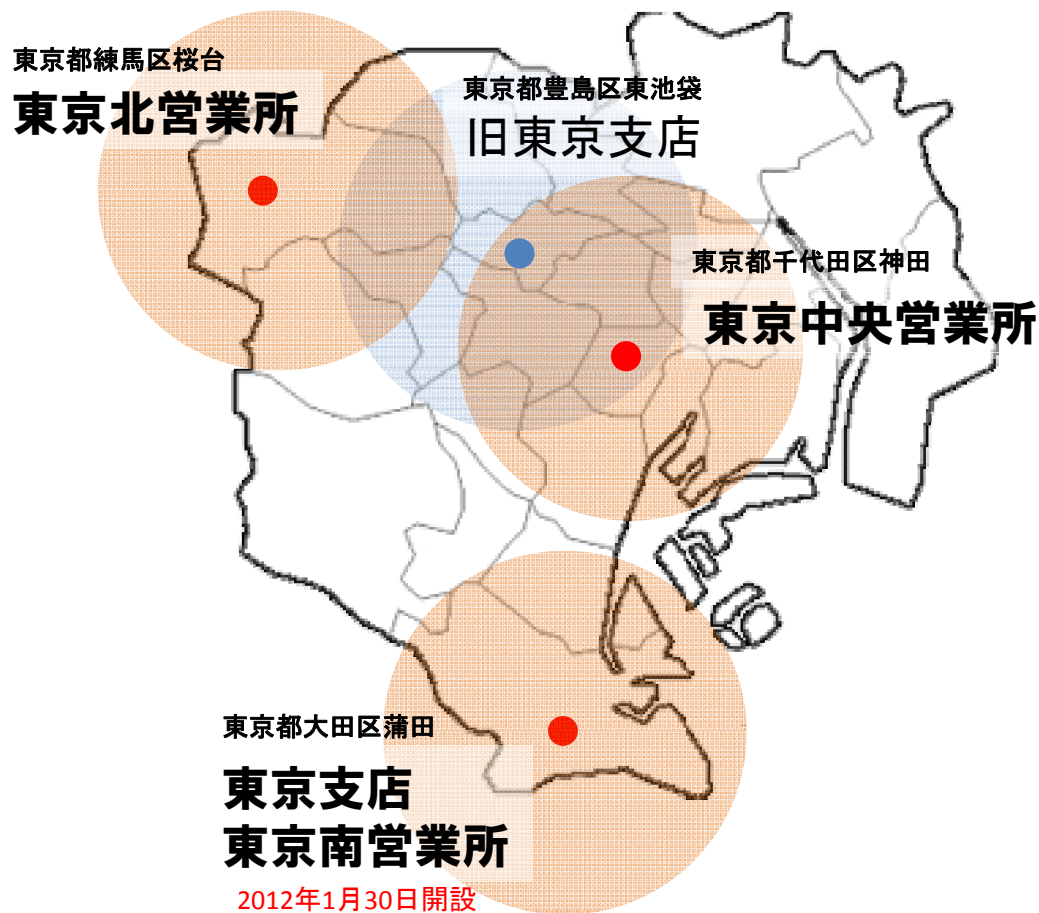 東京都練馬区桜台
東京北営業所
東京都豊島区東池袋
旧東京支店
東京都千代田区神田
東京中央営業所
東京都大田区蒲田
東京支店
東京南営業所
2012年1月30日開設